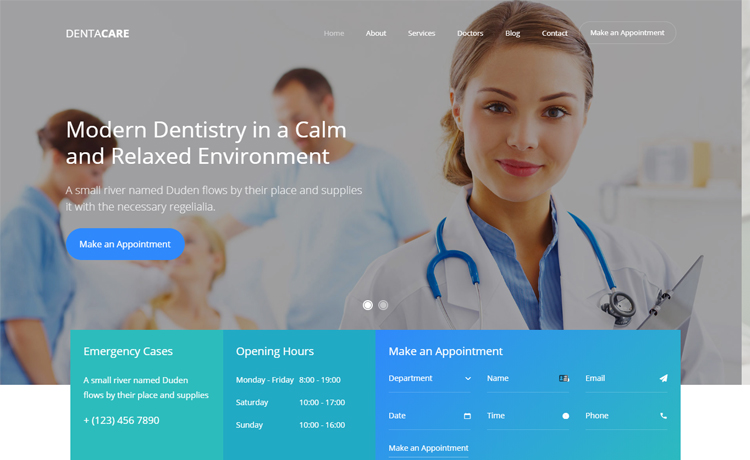 DENTACARE
Home About Services Doctors Blog Contact Make an Appointment
Modern Dentistry in a Calm
and Relaxed Environment
A small river named Duden flows by their place and supplies
it with the necessary regelialia.
Make an Appointment
Emergency Cases
A small river named Duden
flows by their place and supplies
+ (123) 456 7890
Opening Hours
Monday - Friday 8:00 - 19:00
Saturday 10:00 - 17:00
Sunday 10:00 - 16:00
Make an Appointment
Department Name Email
Date Time Phone
Make an Appointment